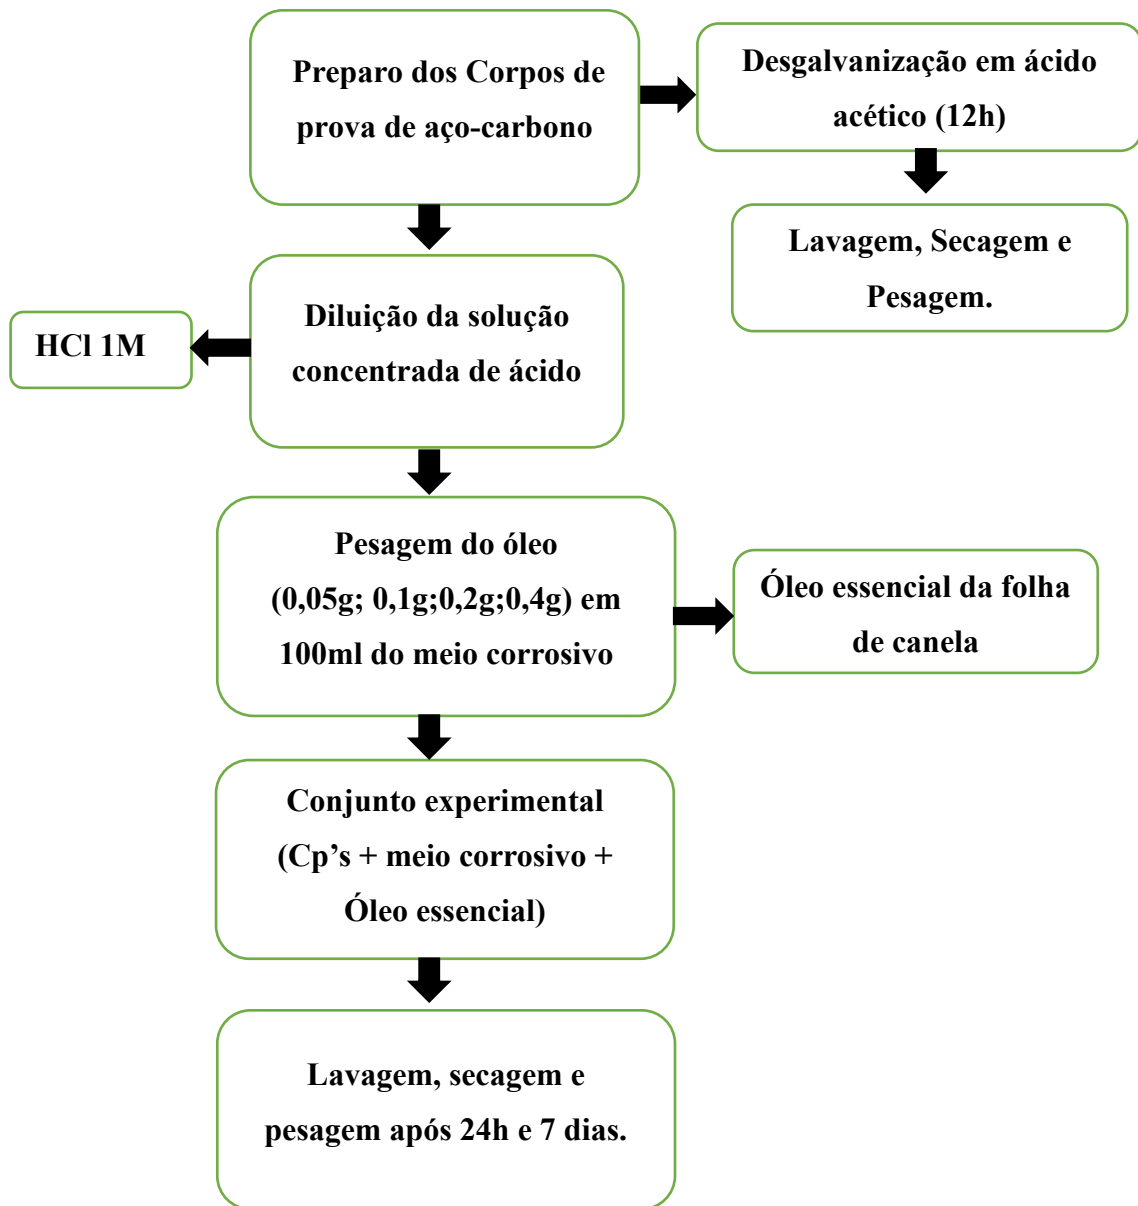 Preparo dos Corpos de
prova de aço-carbono
Desgalvanização em ácido
acético (12h)
Lavagem, Secagem e
Pesagem.
Diluição da solução
concentrada de ácido
HCl 1M
Pesagem do óleo
(0,05g; 0,1g;0,2g;0,4g) em
100ml do meio corrosivo
Óleo essencial da folha
de canela
Conjunto experimental
(Cp’s + meio corrosivo +
Óleo essencial)
Lavagem, secagem e
pesagem após 24h e 7 dias.